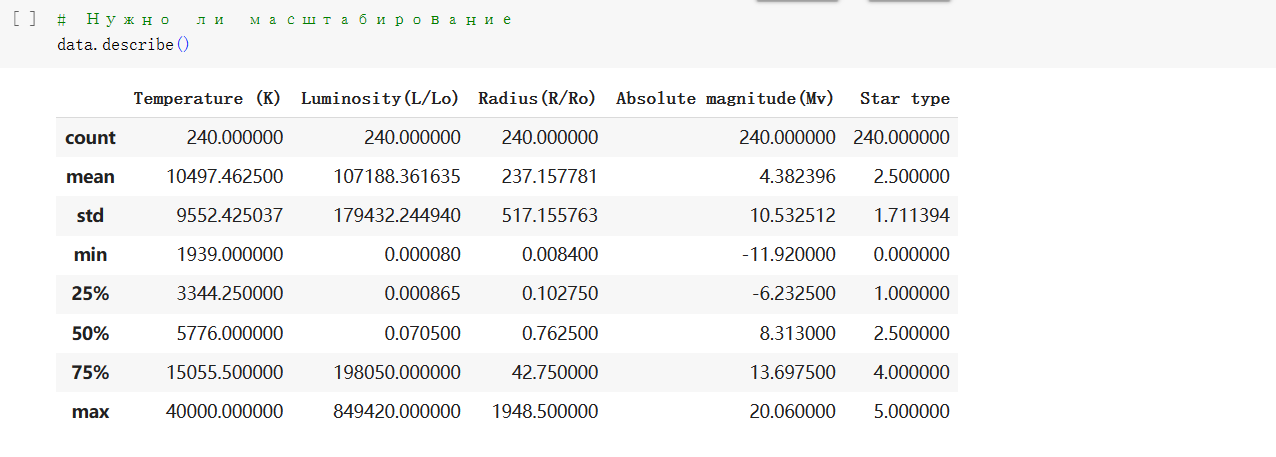 [ ] # Нужно ли масштабирование
data.describe()
Temperature (K) Luminosity(L/Lo) Radius(R/Ro) Absolute magnitude(Mv) Star type
count 240.000000 240.000000 240.000000 240.000000 240.000000
mean 10497.462500 107188.361635 237.157781 4.382396 2.500000
std 9552.425037 179432.244940 517.155763 10.532512 1.711394
min 1939.000000 0.000080 0.008400 -11.920000 0.000000
25% 3344.250000 0.000865 0.102750 -6.232500 1.000000
50% 5776.000000 0.070500 0.762500 8.313000 2.500000
75% 15055.500000 198050.000000 42.750000 13.697500 4.000000
max 40000.000000 849420.000000 1948.500000 20.060000 5.000000